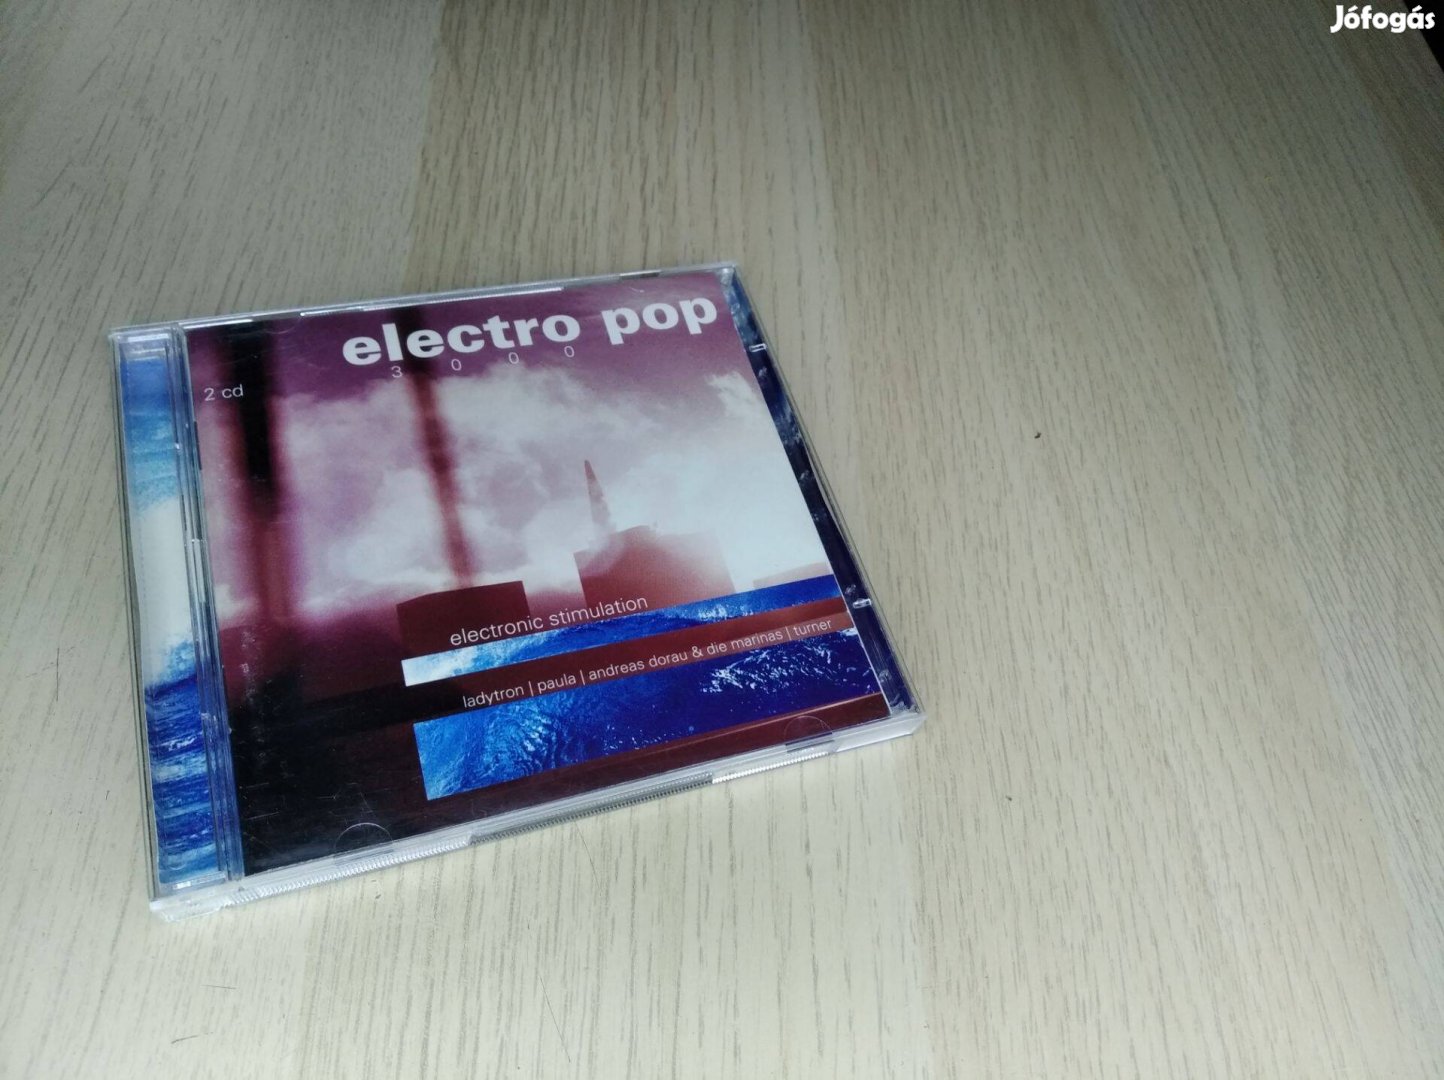 Jófogás
electro pop
3000
2 cd
electronic stimulation
ladytron | paula | andreas dorau & die marinas | turner